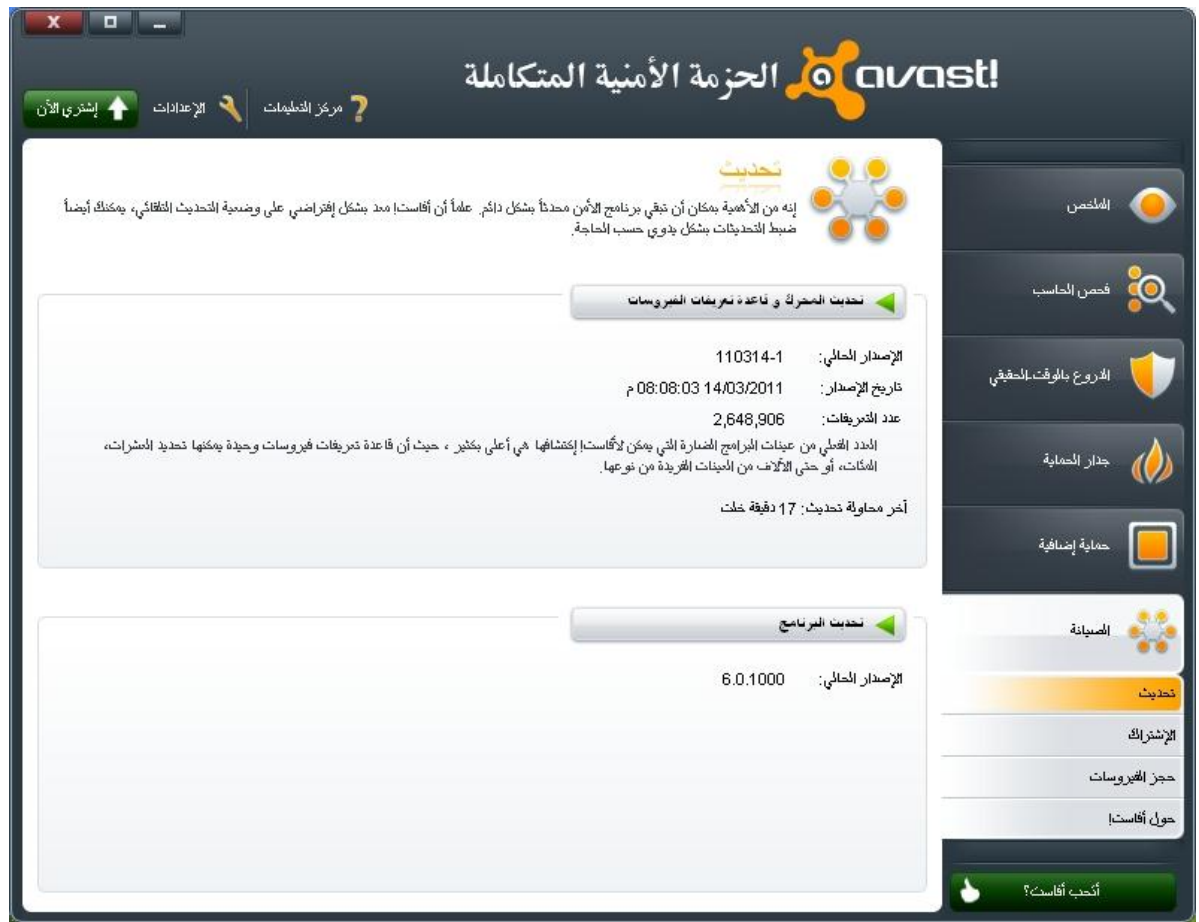 avast! الحزمة الأمنية المتكاملة
مركز التعليمات
الإعدادات
إشتري الآن
الملخص
فحص الحاسب
الدروع بالوقت الحقيقي
جدار الحماية
حماية إضافية
الصيانة
تحديث
الإشتراك
حجز الفيروسات
حول أفاست!
أتحب أفاست؟
تحديث
إنه من الأهمية بمكان أن تبقي برنامج الأمن محدثاً بشكل دائم. علماً أن أفاست! معد بشكل إفتراضي على وضعية التحديث التلقائي، يمكنك أيضاً
ضبط التحديثات بشكل يدوي حسب الحاجة.
تحديث المحرك و قاعدة تعريفات الفيروسات
الإصدار الحالي: 110314-1
تاريخ الإصدار: 14/03/2011 08:08:03 م
عدد التعريفات: 2,648,906
العدد الفعلي من عينات البرامج الضارة التي يمكن لأفاست! إكتشافها هي أعلى بكثير ، حيث أن قاعدة تعريفات فيروسات وحيدة يمكنها تحديد العشرات،
المئات، أو حتى الآلاف من العينات الفريدة من نوعها.
آخر محاولة تحديث: 17 دقيقة خلت
تحديث البرنامج
الإصدار الحالي: 6.0.1000